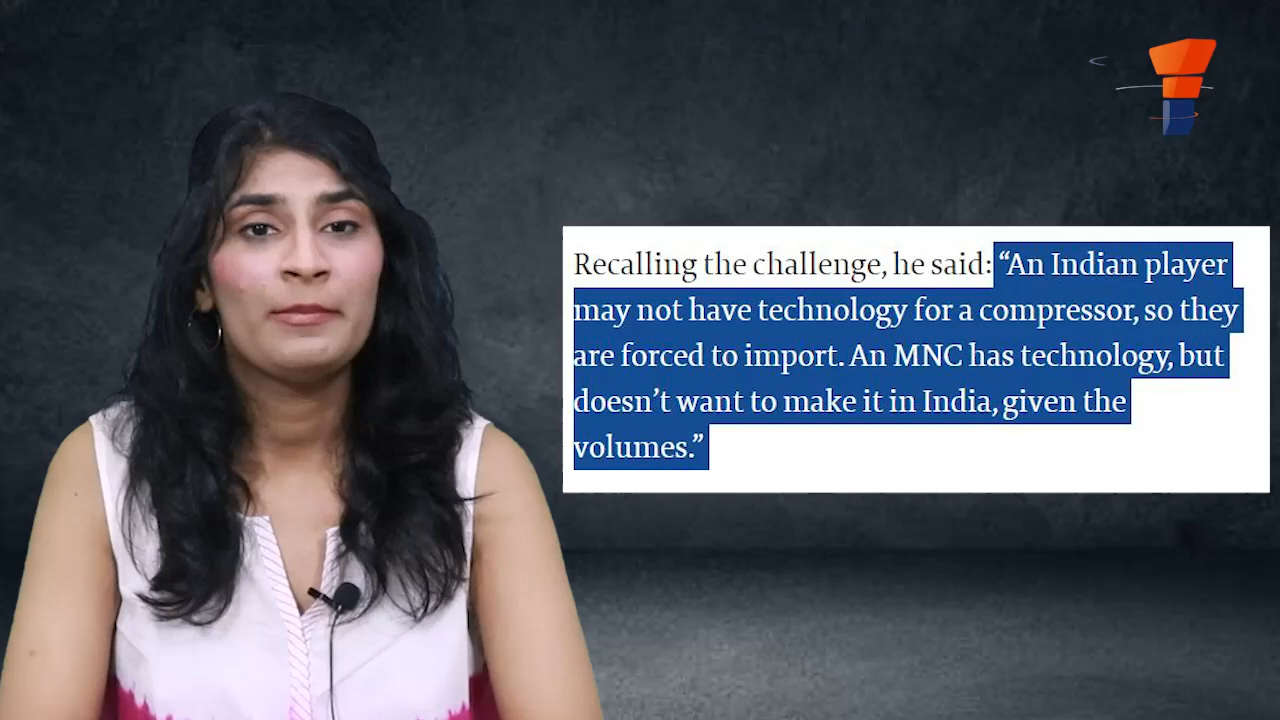 Recalling the challenge, he said: “An Indian player
may not have technology for a compressor, so they
are forced to import. An MNC has technology, but
doesn’t want to make it in India, given the
volumes.”